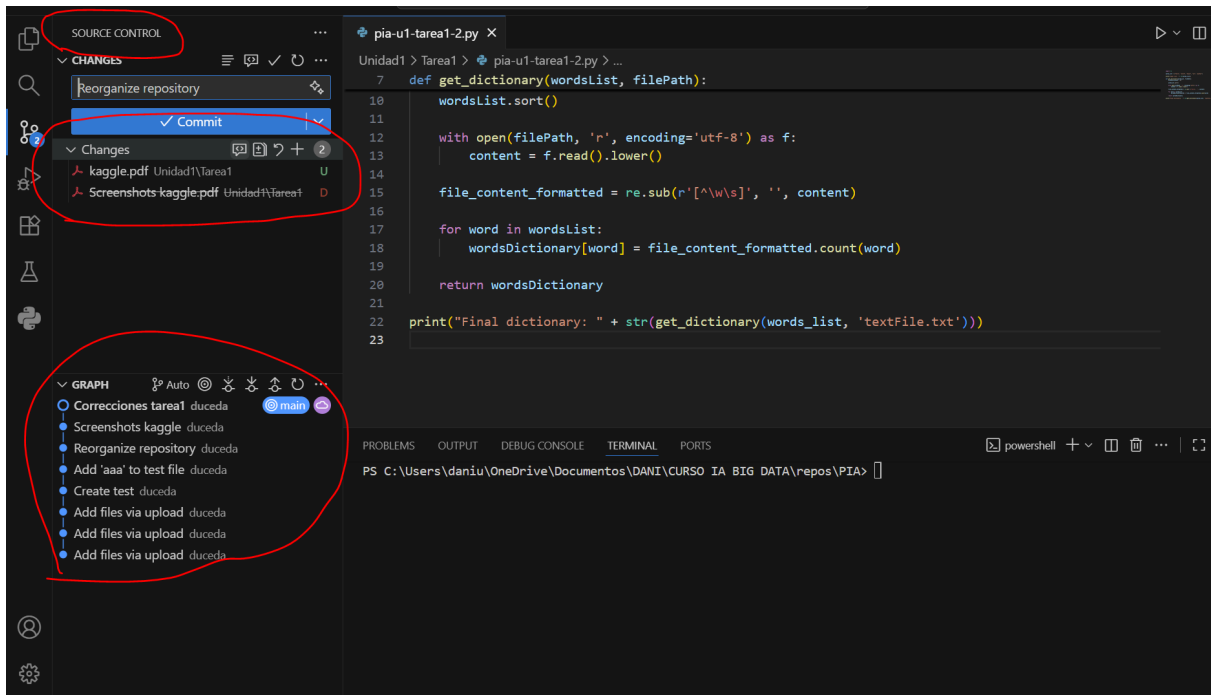 SOURCE CONTROL
CHANGES
Reorganize repository
Commit
Changes 2
kaggle.pdf Unidad1\Tarea1 U
Screenshots kaggle.pdf Unidad1\Tarea1 D
2
GRAPH Auto
Correcciones tarea1 duceda main
Screenshots kaggle duceda
Reorganize repository duceda
Add 'aaa' to test file duceda
Create test duceda
Add files via upload duceda
Add files via upload duceda
Add files via upload duceda
pia-u1-tarea1-2.py
Unidad1 > Tarea1 > pia-u1-tarea1-2.py > ...
7 def get_dictionary(wordsList, filePath):
10 wordsList.sort()
11
12 with open(filePath, 'r', encoding='utf-8') as f:
13 content = f.read().lower()
14
15 file_content_formatted = re.sub(r'[^\w\s]', '', content)
16
17 for word in wordsList:
18 wordsDictionary[word] = file_content_formatted.count(word)
19
20 return wordsDictionary
21
22 print("Final dictionary: " + str(get_dictionary(words_list, 'textFile.txt')))
23
PROBLEMS OUTPUT DEBUG CONSOLE TERMINAL PORTS powershell
PS C:\Users\daniu\OneDrive\Documentos\DANI\CURSO IA BIG DATA\repos\PIA>